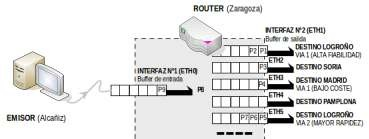 ROUTER (Zaragoza)
INTERFAZ Nº2 (ETH1)
Buffer de salida
P2 P1
DESTINO LOGROÑO
VIA 1 (ALTA FIABILIDAD)
ETH2
P3
DESTINO SORIA
INTERFAZ Nº1 (ETH0)
Buffer de entrada
P9
P8
ETH3
P4
DESTINO MADRID
VIA 1 (BAJO COSTE)
ETH4
DESTINO PAMPLONA
ETH5
P7 P6 P5
DESTINO LOGROÑO
VIA 2 (MAYOR RAPIDEZ)
EMISOR (Alcañiz)